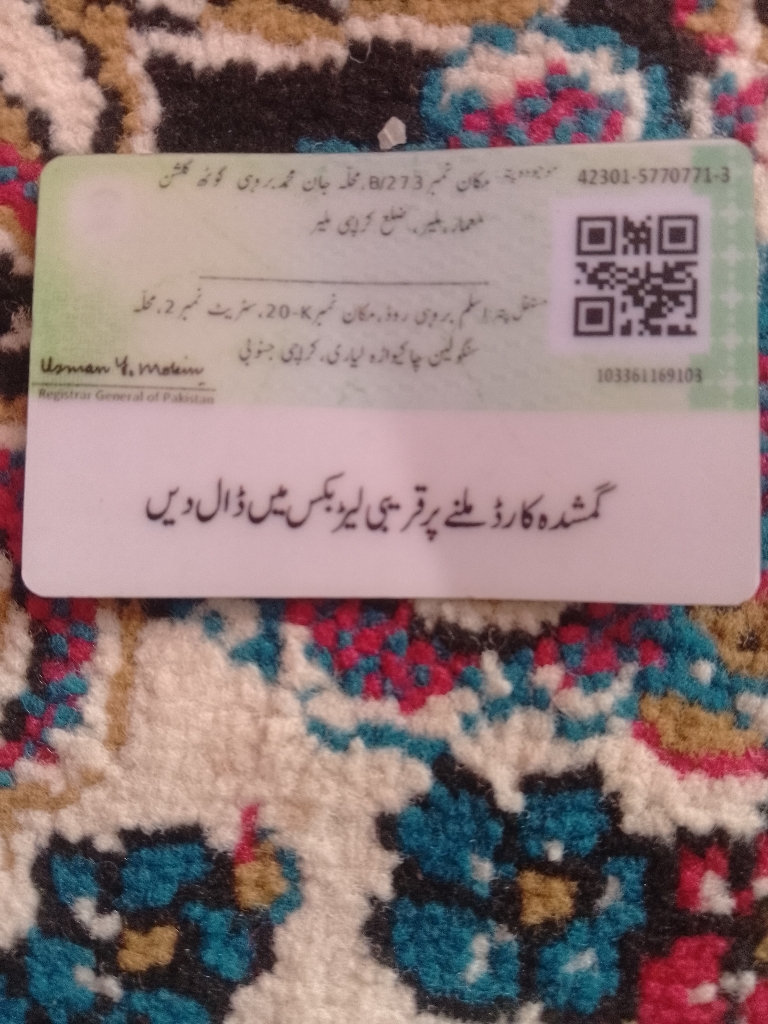 42301-5770771-3
موجودہ پتہ: مکان نمبر B/273، محلہ جان محمد بروہی گوٹھ گلشن
معمار، ملیر، ضلع کراچی ملیر
مستقل پتہ: اسلم بروہی روڈ، مکان نمبر 20-K، سٹریٹ نمبر 2، محلہ
سنگولین چاکیواڑہ لیاری، کراچی جنوبی
103361169103
Usman Y. Mobin
Registrar General of Pakistan
گمشدہ کارڈ ملنے پر قریبی لیٹر بکس میں ڈال دیں